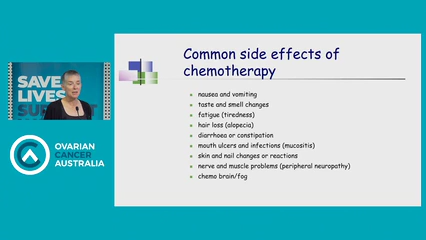 Common side effects of
chemotherapy
nausea and vomiting
taste and smell changes
fatigue (tiredness)
hair loss (alopecia)
diarrhoea or constipation
mouth ulcers and infections (mucositis)
skin and nail changes or reactions
nerve and muscle problems (peripheral neuropathy)
chemo brain/fog
SAVE
LIVES
SUPPORT
OVARIAN
CANCER
AUSTRALIA